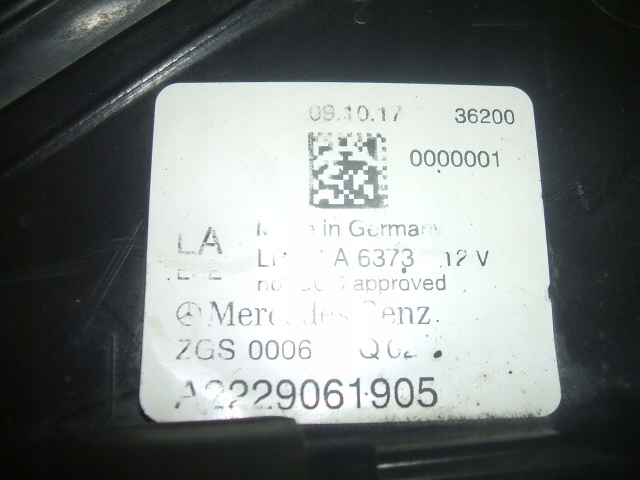 09.10.17 36200
0000001
LA in Germany
A 6373 12 V
approved
Mercedes-Benz
ZGS 0006
A2229061905